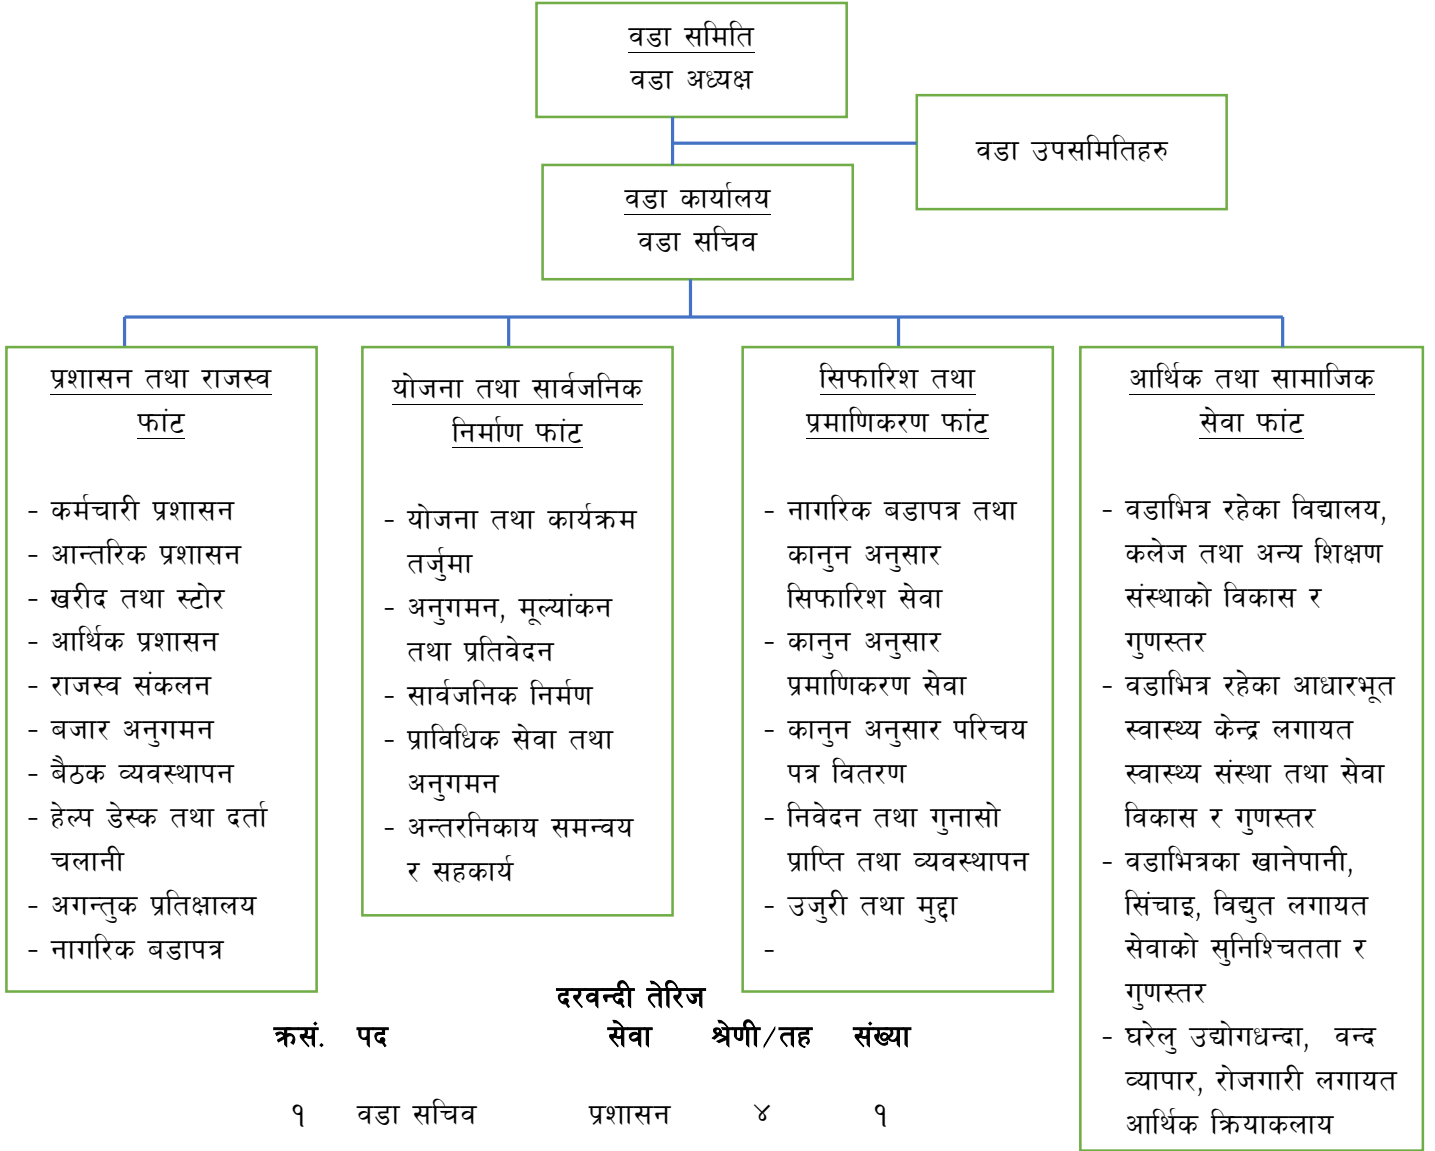 वडा समिति
वडा अध्यक्ष
वडा उपसमितिहरु
वडा कार्यालय
वडा सचिव
प्रशासन तथा राजस्व
फांट
- कर्मचारी प्रशासन
- आन्तरिक प्रशासन
- खरीद तथा स्टोर
- आर्थिक प्रशासन
- राजस्व संकलन
- बजार अनुगमन
- बैठक व्यवस्थापन
- हेल्प डेस्क तथा दर्ता
चलानी
- अगन्तुक प्रतिक्षालय
- नागरिक बडापत्र
योजना तथा सार्वजनिक
निर्माण फांट
- योजना तथा कार्यक्रम
तर्जुमा
- अनुगमन, मूल्यांकन
तथा प्रतिवेदन
- सार्वजनिक निर्मण
- प्राविधिक सेवा तथा
अनुगमन
- अन्तरनिकाय समन्वय
र सहकार्य
सिफारिश तथा
प्रमाणिकरण फांट
- नागरिक बडापत्र तथा
कानुन अनुसार
सिफारिश सेवा
- कानुन अनुसार
प्रमाणिकरण सेवा
- कानुन अनुसार परिचय
पत्र वितरण
- निवेदन तथा गुनासो
प्राप्ति तथा व्यवस्थापन
- उजुरी तथा मुद्दा
-
आर्थिक तथा सामाजिक
सेवा फांट
- वडाभित्र रहेका विद्यालय,
कलेज तथा अन्य शिक्षण
संस्थाको विकास र
गुणस्तर
- वडाभित्र रहेका आधारभूत
स्वास्थ्य केन्द्र लगायत
स्वास्थ्य संस्था तथा सेवा
विकास र गुणस्तर
- वडाभित्रका खानेपानी,
सिंचाइ, विद्युत लगायत
सेवाको सुनिश्चितता र
गुणस्तर
- घरेलु उद्योगधन्दा, वन्द
व्यापार, रोजगारी लगायत
आर्थिक क्रियाकलाय
दरवन्दी तेरिज
क्रसं. पद सेवा श्रेणी/तह संख्या
१ वडा सचिव प्रशासन ४ १